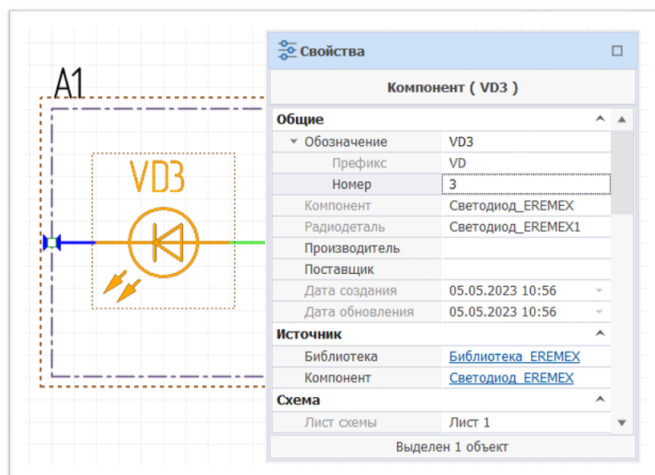 A1
VD3
Свойства
Компонент ( VD3 )
Общие
Обозначение VD3
Префикс VD
Номер 3
Компонент Светодиод_EREMEX
Радиодеталь Светодиод_EREMEX1
Производитель
Поставщик
Дата создания 05.05.2023 10:56
Дата обновления 05.05.2023 10:56
Источник
Библиотека Библиотека_EREMEX
Компонент Светодиод_EREMEX
Схема
Лист схемы Лист 1
Выделен 1 объект